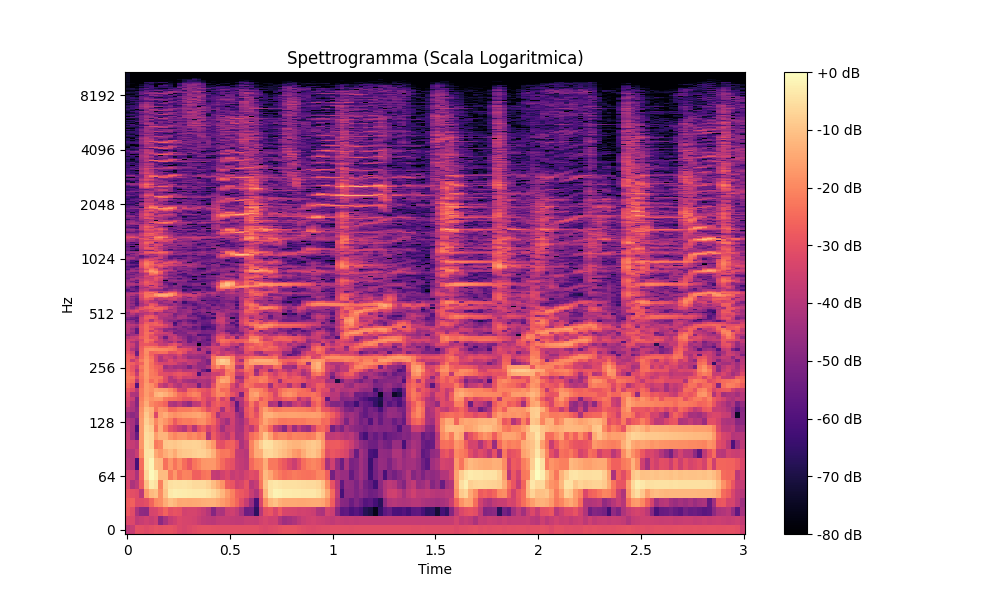 Spettrogramma (Scala Logaritmica)
Hz
8192
4096
2048
1024
512
256
128
64
0
0 0.5 1 1.5 2 2.5 3
Time
+0 dB
-10 dB
-20 dB
-30 dB
-40 dB
-50 dB
-60 dB
-70 dB
-80 dB